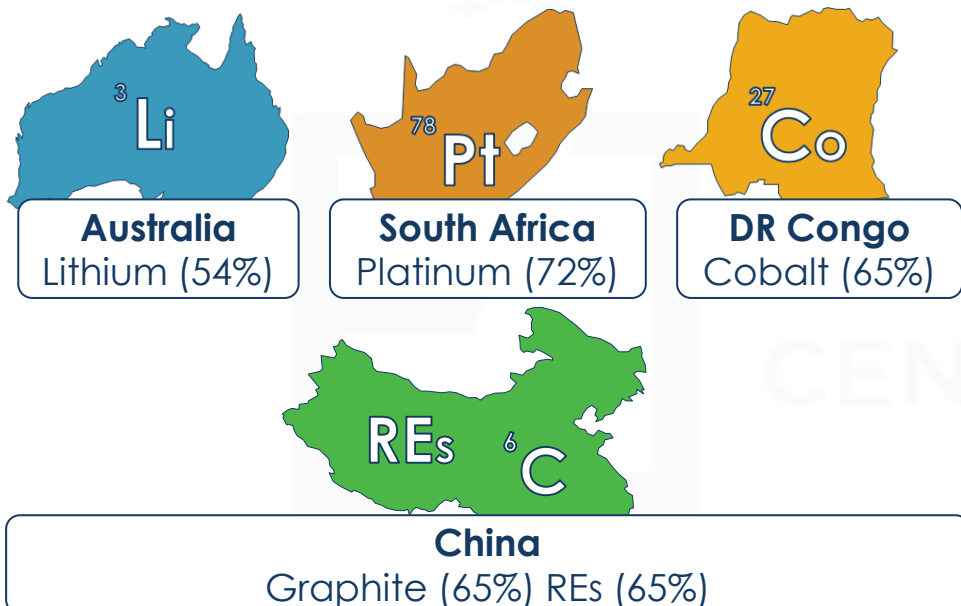 3
Li
78
Pt
27
Co
Australia
Lithium (54%)
South Africa
Platinum (72%)
DR Congo
Cobalt (65%)
REs
6
C
CEN
China
Graphite (65%) REs (65%)